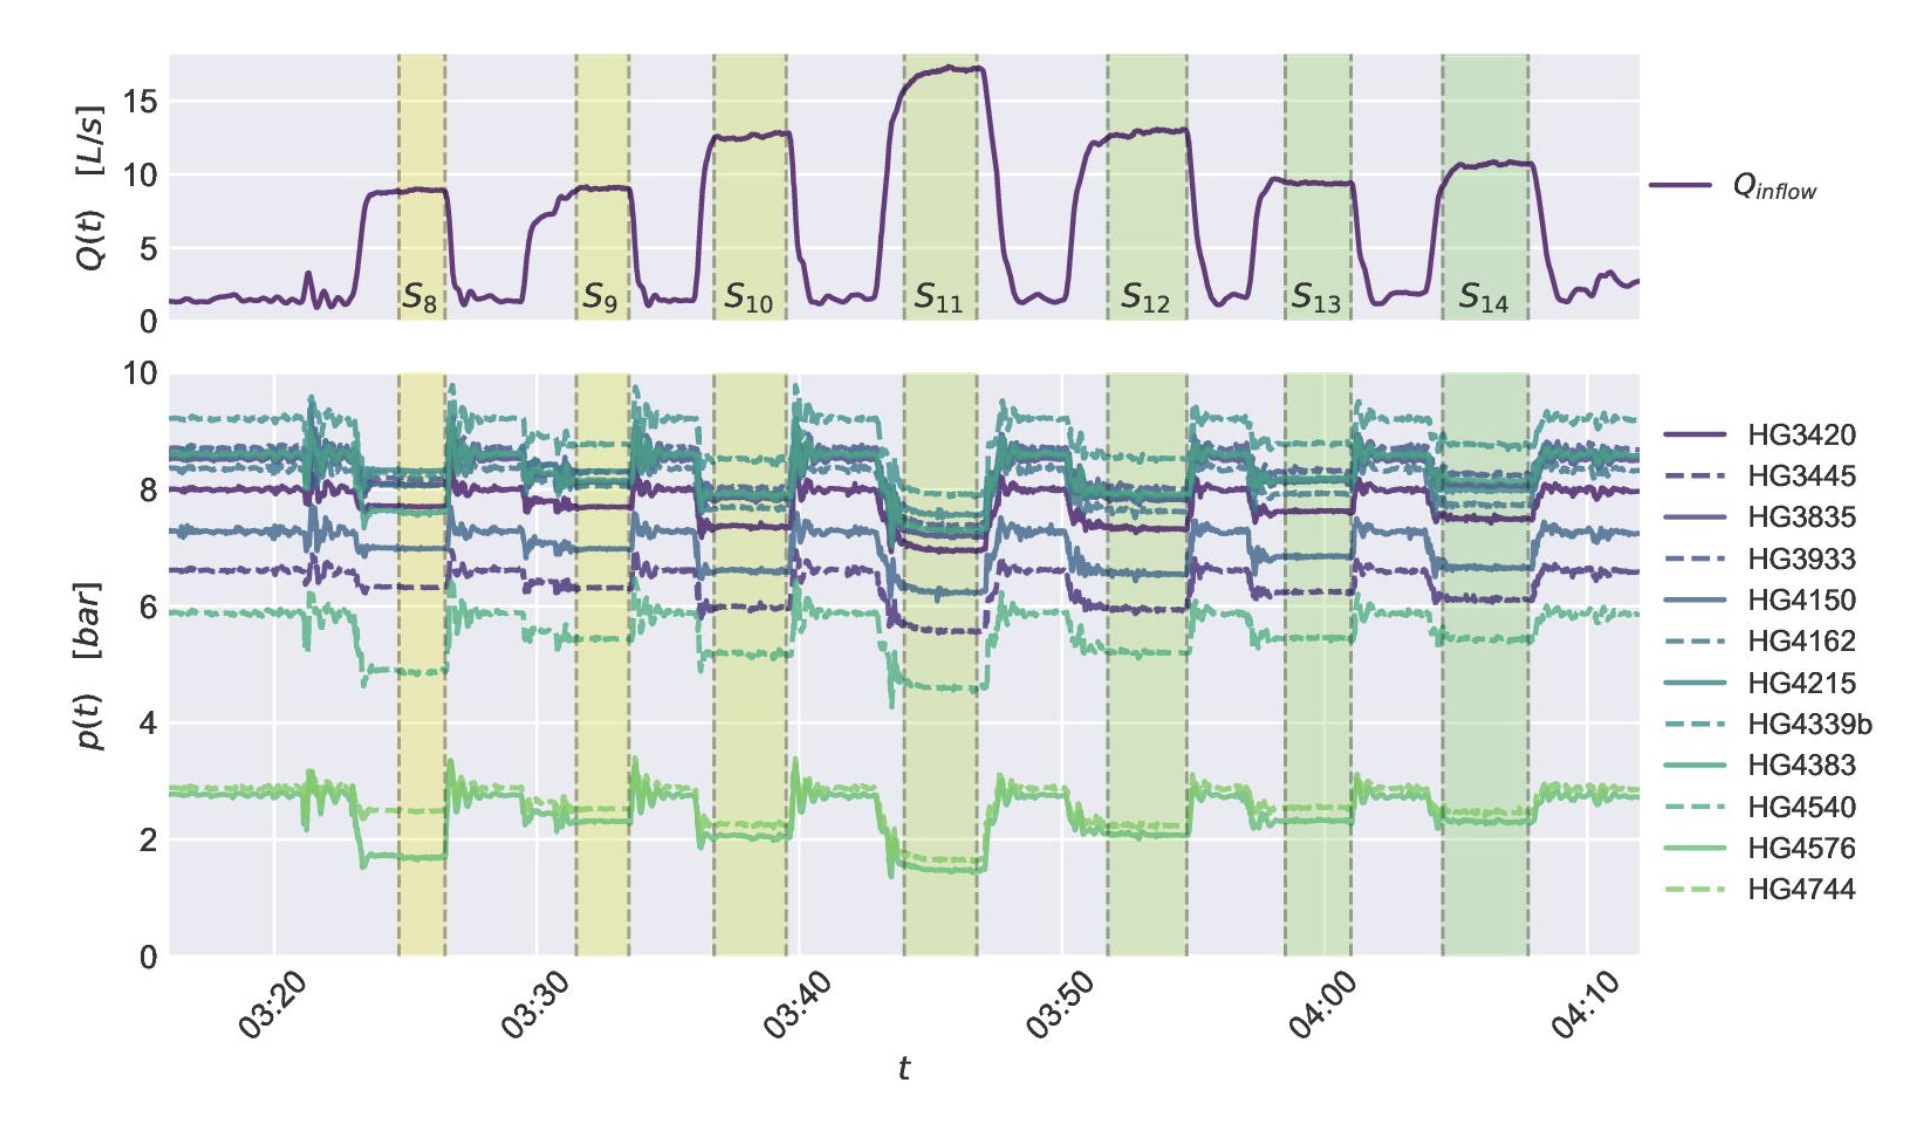 Q(t) [L/s]
15
10
5
0
S8
S9
S10
S11
S12
S13
S14
Qinflow
p(t) [bar]
10
8
6
4
2
0
03:20
03:30
03:40
03:50
04:00
04:10
t
HG3420
HG3445
HG3835
HG3933
HG4150
HG4162
HG4215
HG4339b
HG4383
HG4540
HG4576
HG4744